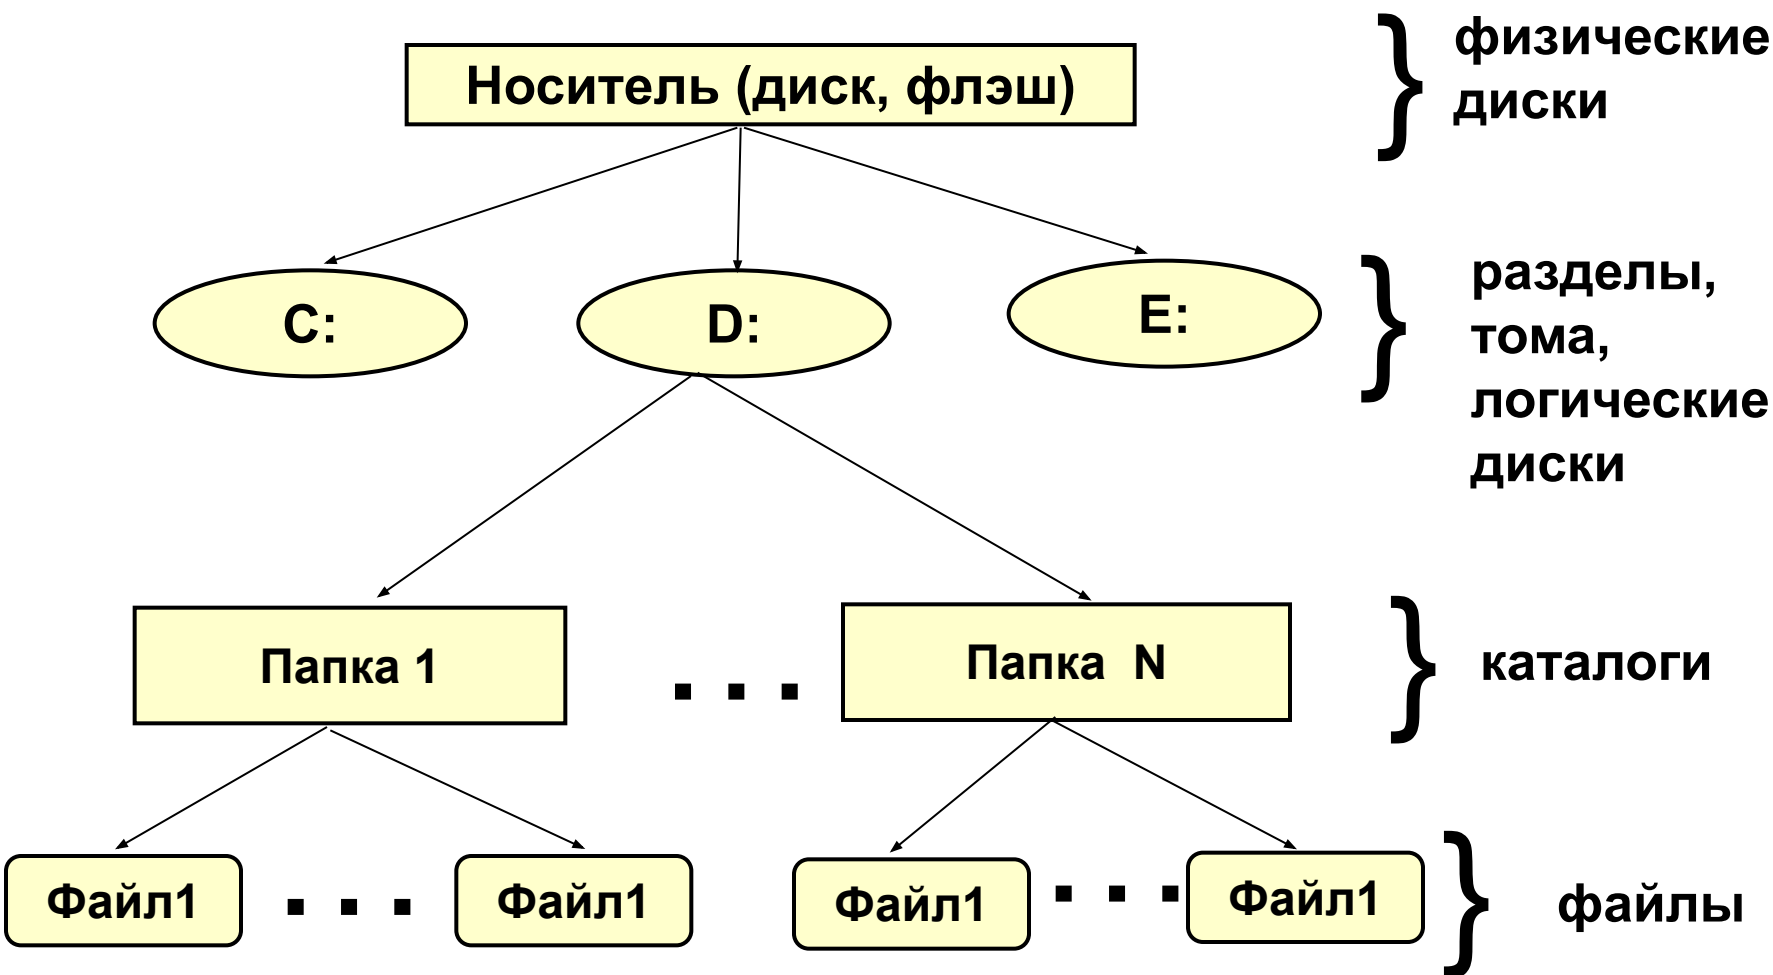 Носитель (диск, флэш)
физические
диски
C:
D:
E:
разделы,
тома,
логические
диски
Папка 1
. . .
Папка  N
каталоги
Файл1
. . .
Файл1
Файл1
. . .
Файл1
файлы